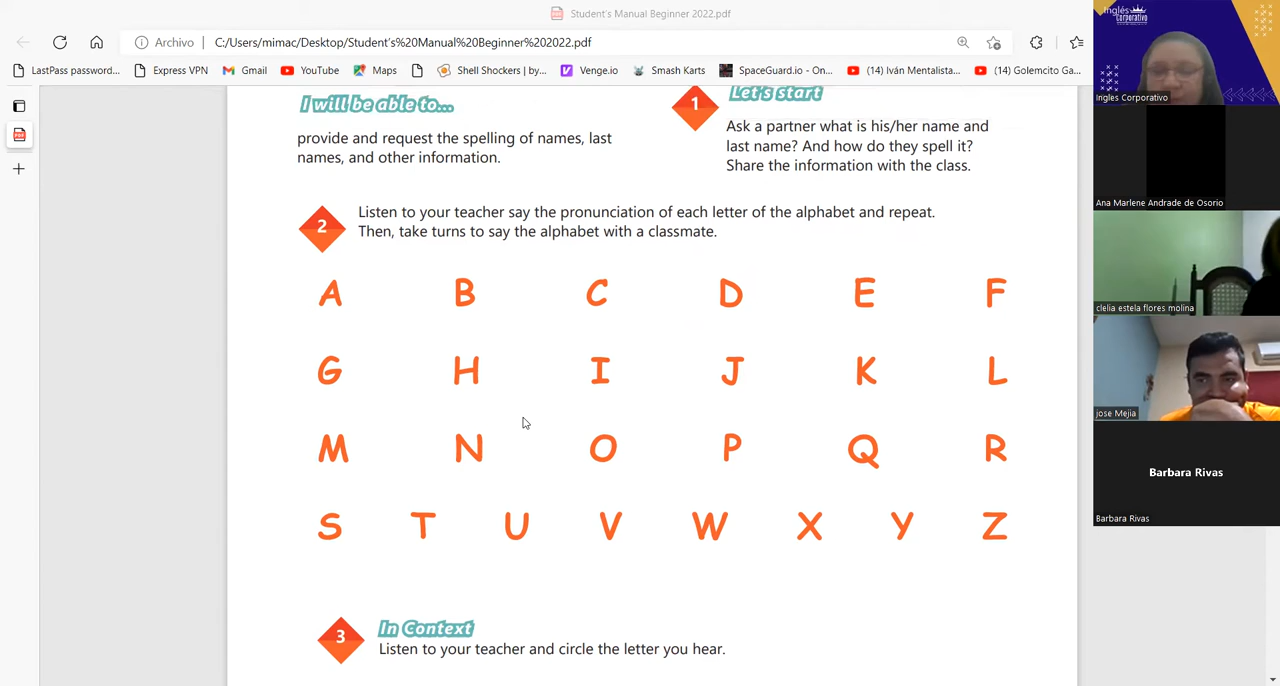 Student's Manual Beginner 2022.pdf
Archivo C:/Users/mimac/Desktop/Student's%20Manual%20Beginner%202022.pdf
LastPass password... Express VPN Gmail YouTube Maps Shell Shockers | by... Venge.io Smash Karts SpaceGuard.io - On... (14) Iván Mentalista... (14) Golemcito Ga...
I will be able to...
provide and request the spelling of names, last
names, and other information.
1 Let's start
Ask a partner what is his/her name and
last name? And how do they spell it?
Share the information with the class.
2 Listen to your teacher say the pronunciation of each letter of the alphabet and repeat.
Then, take turns to say the alphabet with a classmate.
A B C D E F
G H I J K L
M N O P Q R
S T U V W X Y Z
3 In Context
Listen to your teacher and circle the letter you hear.
Inglés
Corporativo
Ingles Corporativo
Ana Marlene Andrade de Osorio
clelia estela flores molina
jose Mejia
Barbara Rivas
Barbara Rivas